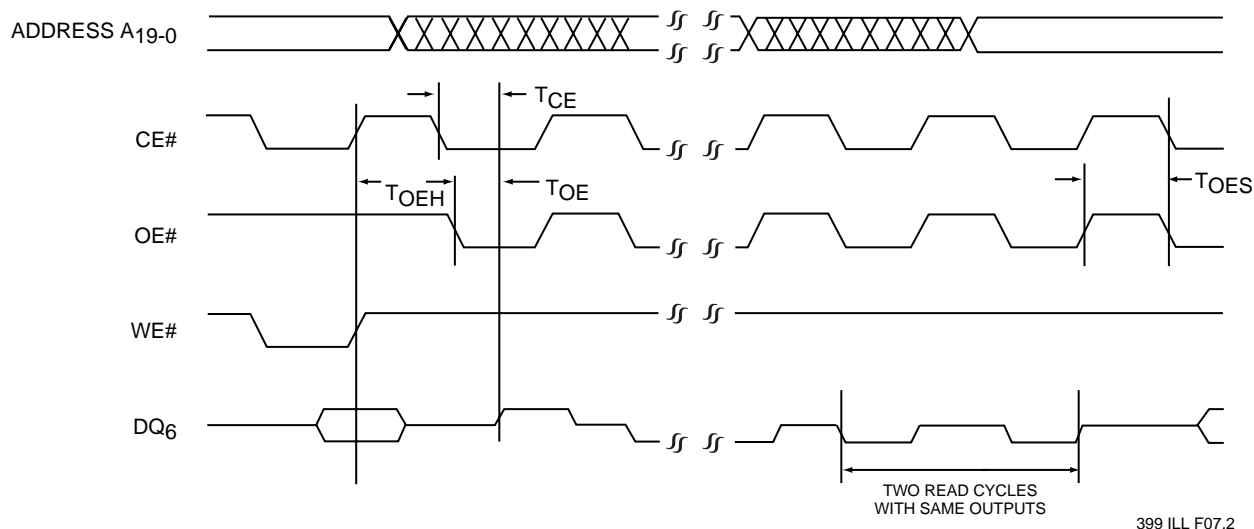 ADDRESS A19-0
TCE
CE#
TOEH
TOE
TOES
OE#
WE#
DQ6
TWO READ CYCLES
WITH SAME OUTPUTS
399 ILL F07.2